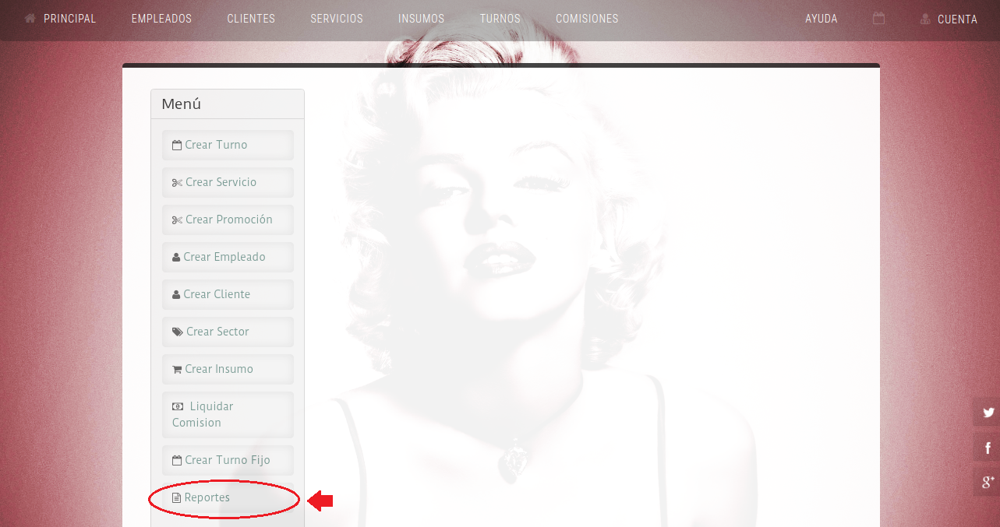 PRINCIPAL EMPLEADOS CLIENTES SERVICIOS INSUMOS TURNOS COMISIONES AYUDA CUENTA
Menú
Crear Turno
Crear Servicio
Crear Promoción
Crear Empleado
Crear Cliente
Crear Sector
Crear Insumo
Liquidar
Comision
Crear Turno Fijo
Reportes